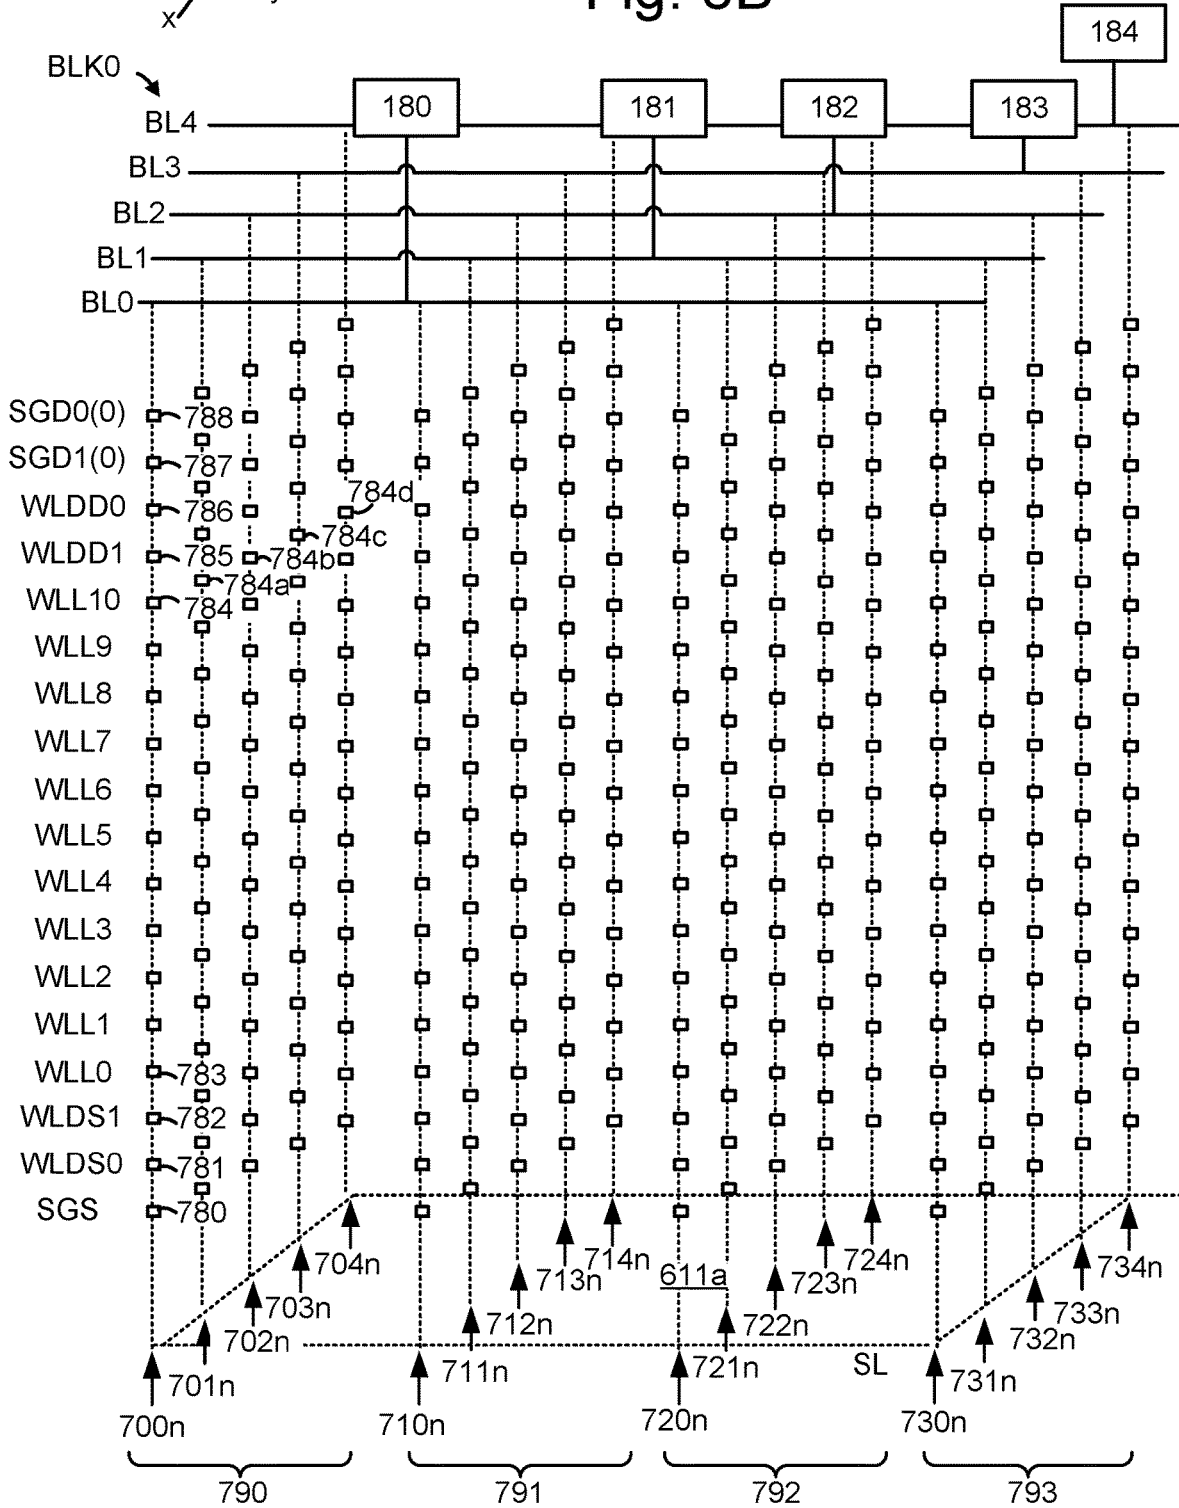 x
BLK0
184
180
181
182
183
BL4
BL3
BL2
BL1
BL0
SGD0(0) 788
SGD1(0) 787
784d
WLDD0 786
784c
WLDD1 785 784b
784a
WLL10 784
WLL9
WLL8
WLL7
WLL6
WLL5
WLL4
WLL3
WLL2
WLL1
WLL0 783
WLDS1 782
WLDS0 781
SGS 780
704n 714n 724n 734n
703n 713n 611a 723n 733n
702n 712n 722n 732n
701n 711n 721n SL 731n
700n 710n 720n 730n
790 791 792 793